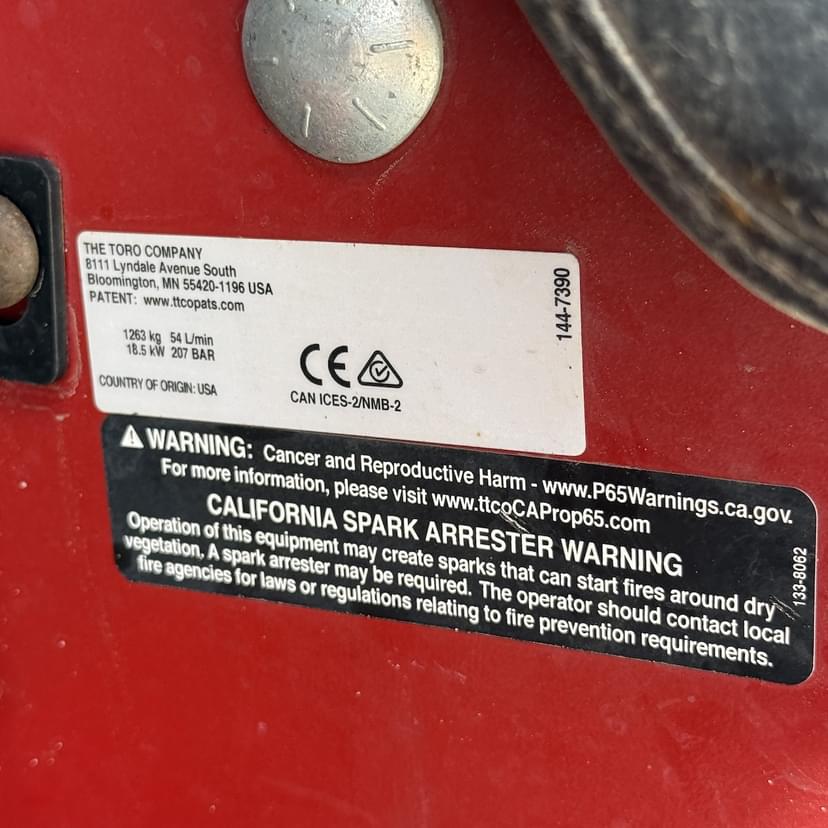 THE TORO COMPANY
8111 Lyndale Avenue South
Bloomington, MN 55420-1196 USA
PATENT: www.ttcopats.com
1263 kg 54 L/min
18.5 kW 207 BAR
COUNTRY OF ORIGIN: USA
CE
CAN ICES-2/NMB-2
144-7390
WARNING: Cancer and Reproductive Harm - www.P65Warnings.ca.gov.
For more information, please visit www.ttcoCAProp65.com
CALIFORNIA SPARK ARRESTER WARNING
Operation of this equipment may create sparks that can start fires around dry
vegetation. A spark arrester may be required. The operator should contact local
fire agencies for laws or regulations relating to fire prevention requirements.
133-8062